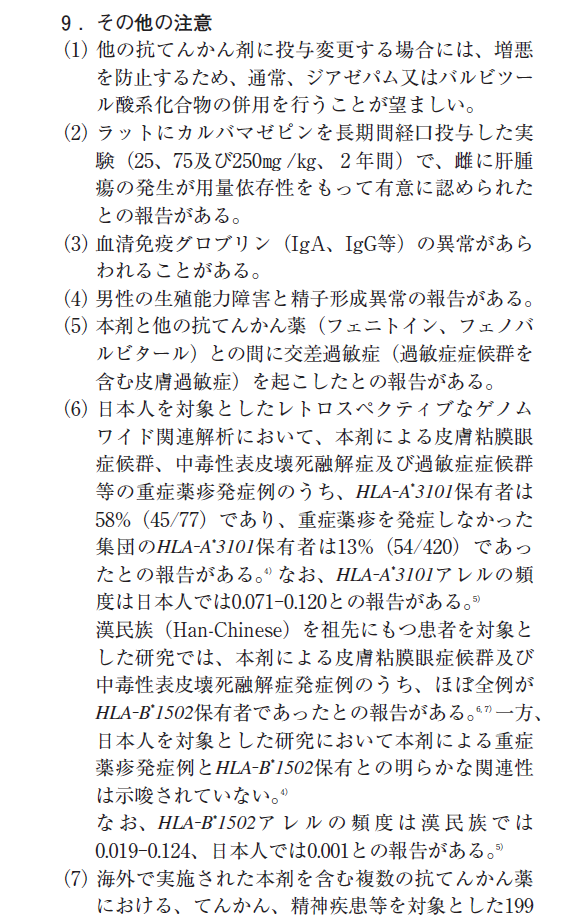 9．その他の注意
(1) 他の抗てんかん剤に投与変更する場合には、増悪
を防止するため、通常、ジアゼパム又はバルビツー
ル酸系化合物の併用を行うことが望ましい。
(2) ラットにカルバマゼピンを長期間経口投与した実
験（25、75及び250㎎/㎏、２年間）で、雌に肝腫
瘍の発生が用量依存性をもって有意に認められた
との報告がある。
(3) 血清免疫グロブリン（IgA、IgG等）の異常があら
われることがある。
(4) 男性の生殖能力障害と精子形成異常の報告がある。
(5) 本剤と他の抗てんかん薬（フェニトイン、フェノバ
ルビタール）との間に交差過敏症（過敏症症候群を
含む皮膚過敏症）を起こしたとの報告がある。
(6) 日本人を対象としたレトロスペクティブなゲノム
ワイド関連解析において、本剤による皮膚粘膜眼
症候群、中毒性表皮壊死融解症及び過敏症症候群
等の重症薬疹発症例のうち、HLA-A*3101保有者は
58%（45/77）であり、重症薬疹を発症しなかった
集団のHLA-A*3101保有者は13%（54/420）であっ
たとの報告がある。4) なお、HLA-A*3101アレルの頻
度は日本人では0.071-0.120との報告がある。5)
漢民族（Han-Chinese）を祖先にもつ患者を対象と
した研究では、本剤による皮膚粘膜眼症候群及び
中毒性表皮壊死融解症発症例のうち、ほぼ全例が
HLA-B*1502保有者であったとの報告がある。6,7) 一方、
日本人を対象とした研究において本剤による重症
薬疹発症例とHLA-B*1502保有との明らかな関連性
は示唆されていない。4)
なお、HLA-B*1502アレルの頻度は漢民族では
0.019-0.124、日本人では0.001との報告がある。5)
(7) 海外で実施された本剤を含む複数の抗てんかん薬
における、てんかん、精神疾患等を対象とした199